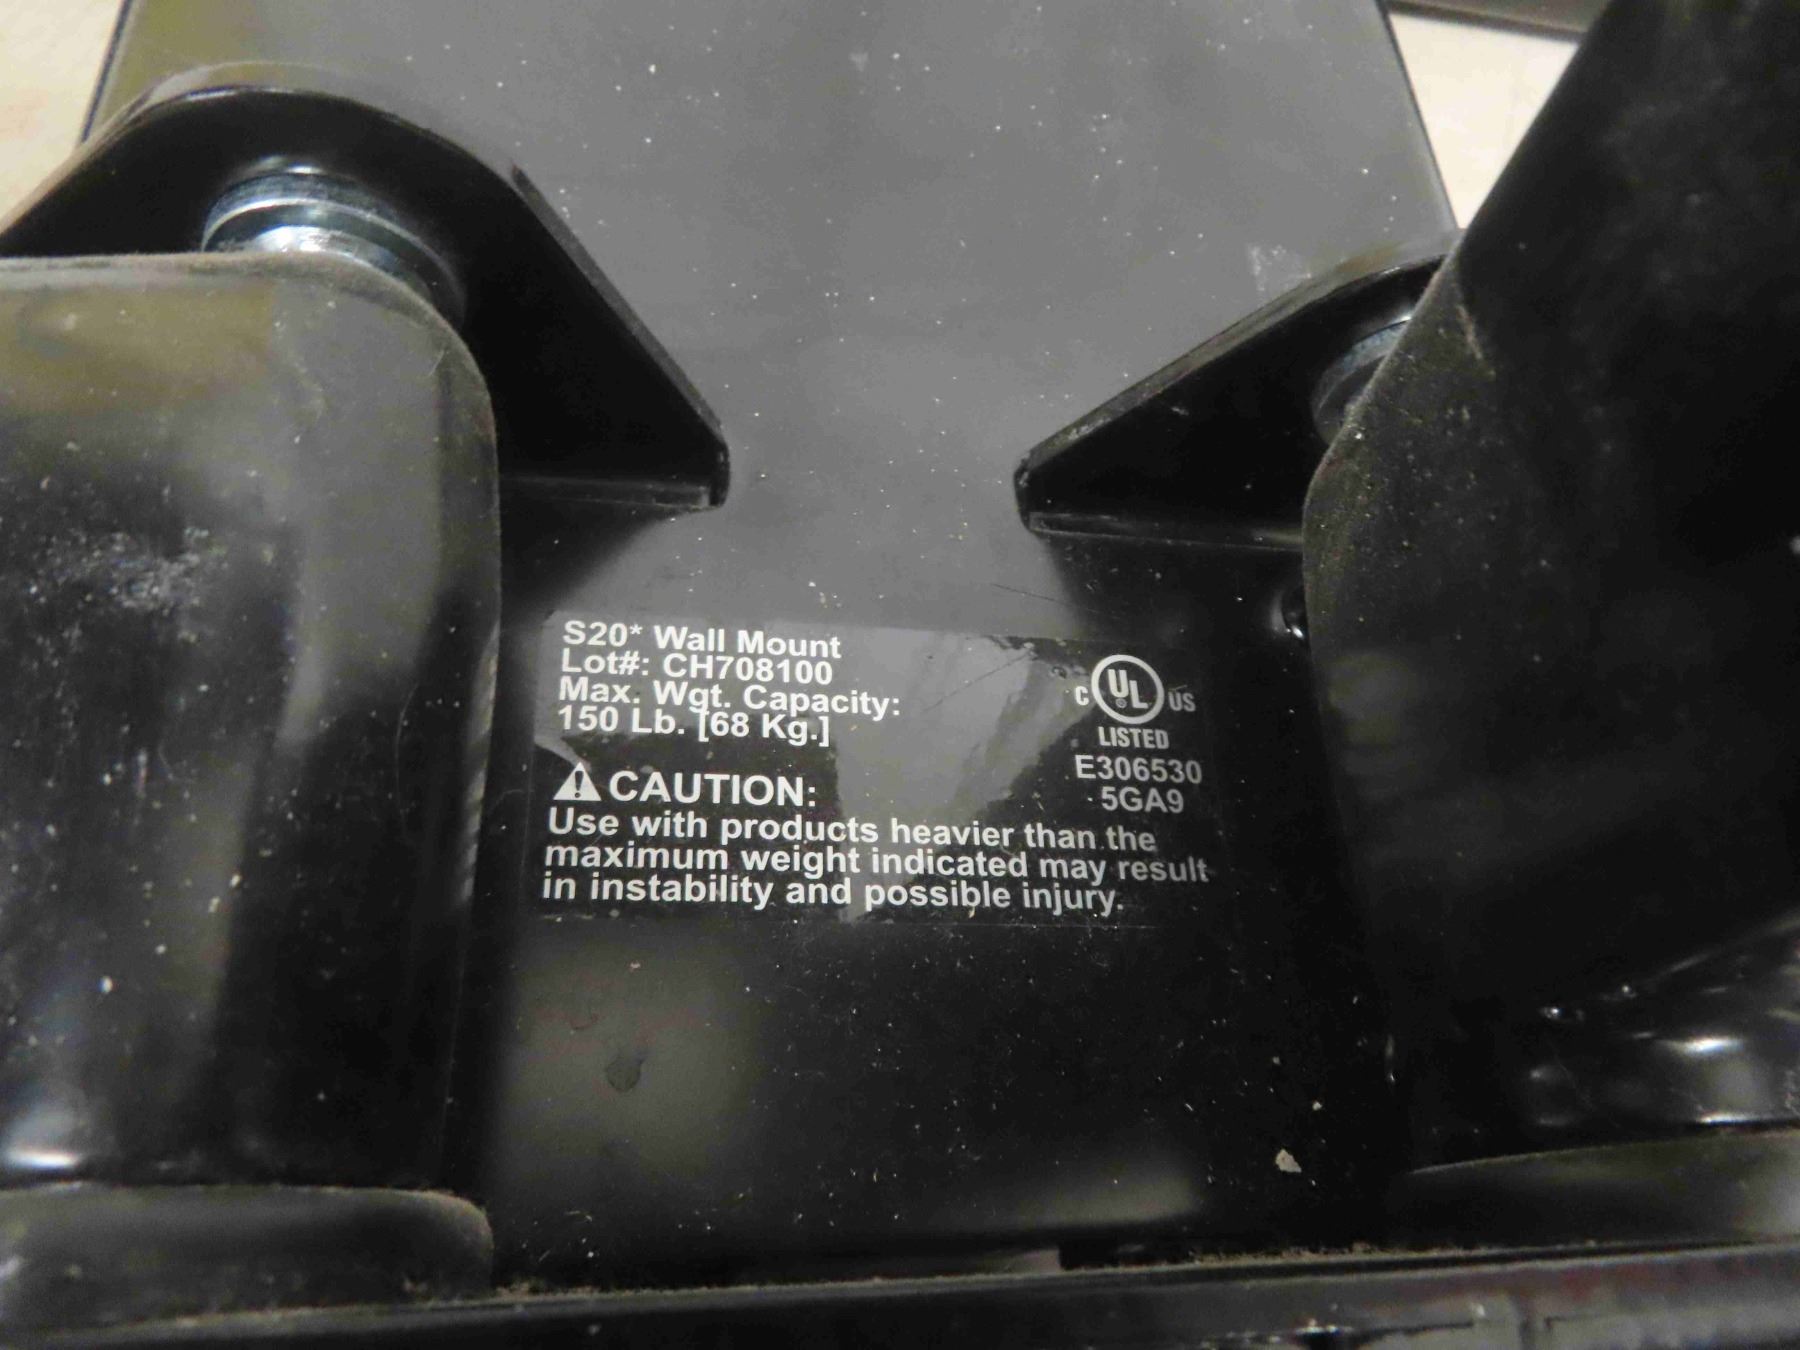 S20* Wall Mount
Lot#: CH708100
Max. Wgt. Capacity:
150 Lb. [68 Kg.]
C UL ® US
LISTED
E306530
5GA9
CAUTION:
Use with products heavier than the
maximum weight indicated may result
in instability and possible injury.